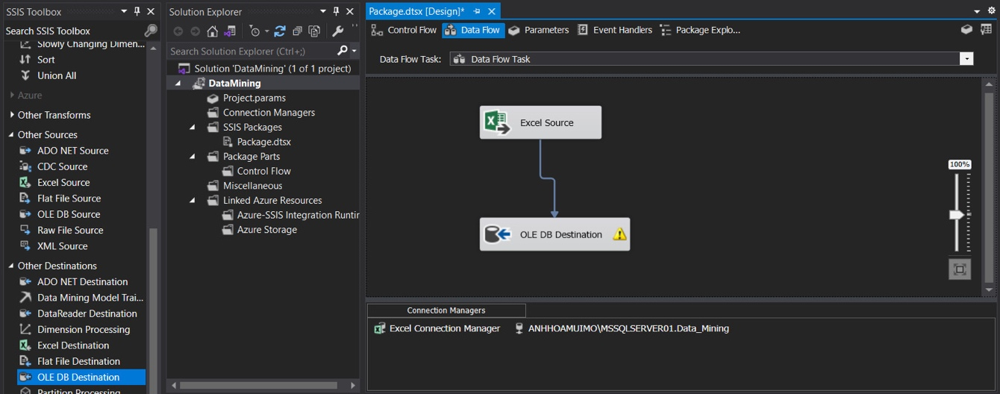 SSIS Toolbox
Search SSIS Toolbox
Slowly Changing Dimen...
Sort
Union All
Azure
Other Transforms
Other Sources
ADO NET Source
CDC Source
Excel Source
Flat File Source
OLE DB Source
Raw File Source
XML Source
Other Destinations
ADO NET Destination
Data Mining Model Trai...
DataReader Destination
Dimension Processing
Excel Destination
Flat File Destination
OLE DB Destination
Partition Processing
Solution Explorer
Search Solution Explorer (Ctrl+;)
Solution 'DataMining' (1 of 1 project)
DataMining
Project.params
Connection Managers
SSIS Packages
Package.dtsx
Package Parts
Control Flow
Miscellaneous
Linked Azure Resources
Azure-SSIS Integration Runtin
Azure Storage
Package.dtsx [Design]*
Control Flow
Data Flow
Parameters
Event Handlers
Package Explo...
Data Flow Task:
Data Flow Task
Excel Source
OLE DB Destination
100%
Connection Managers
Excel Connection Manager
ANHHOAMUIMO\MSSQLSERVER01.Data_Mining